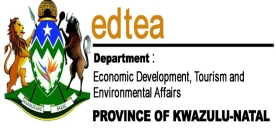 edtea
Department:
Economic Development, Tourism and
Environmental Affairs
PROVINCE OF KWAZULU-NATAL